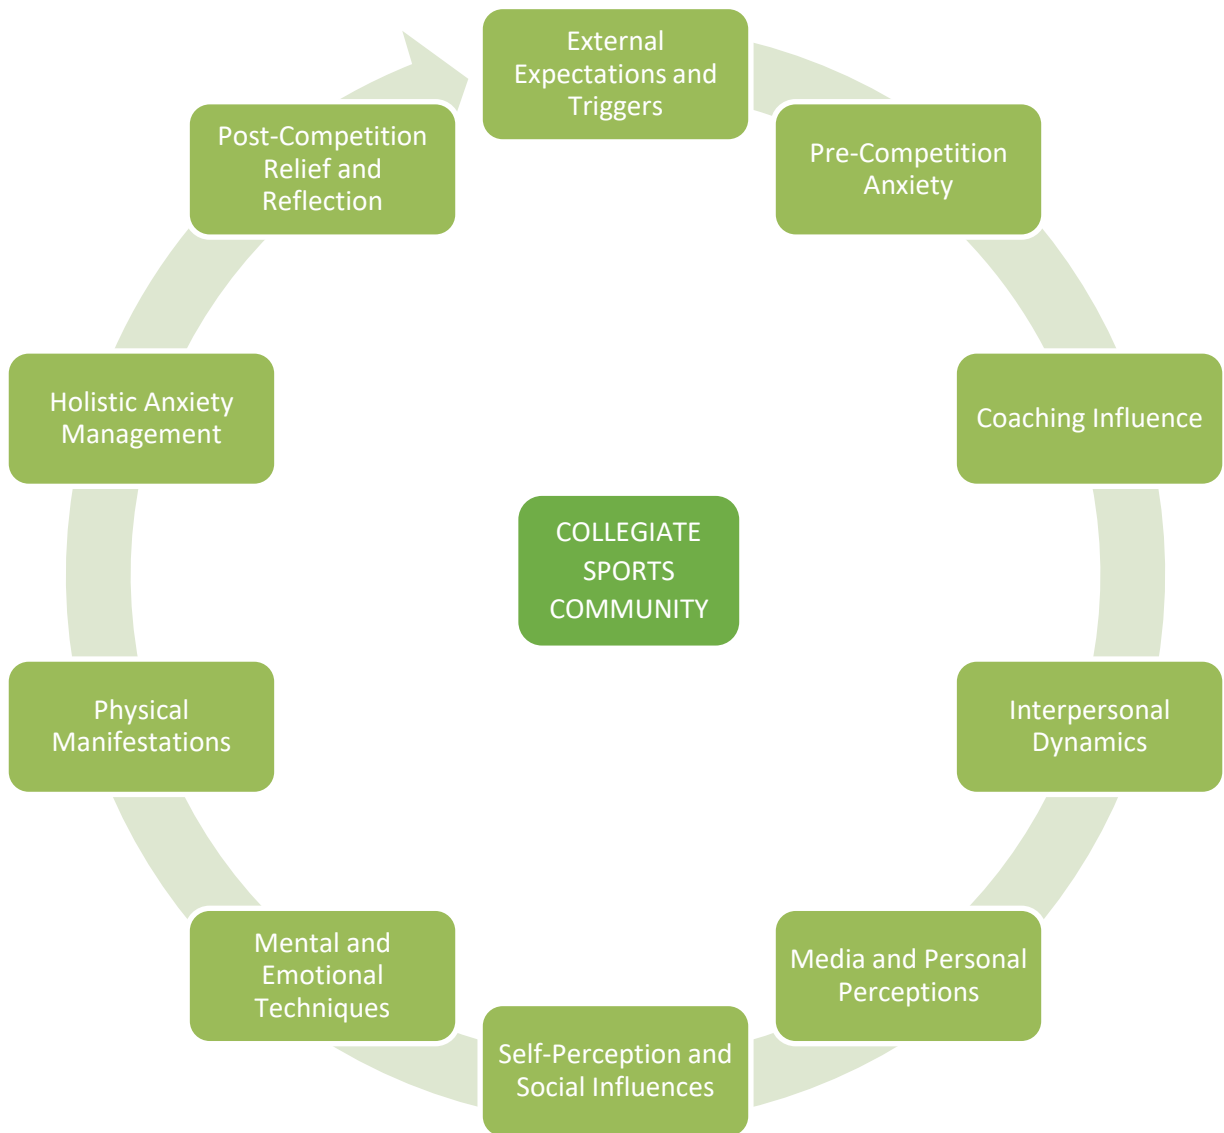 External
Expectations and
Triggers
Pre-Competition
Anxiety
Coaching Influence
Interpersonal
Dynamics
Media and Personal
Perceptions
Self-Perception and
Social Influences
Mental and
Emotional
Techniques
Physical
Manifestations
Holistic Anxiety
Management
Post-Competition
Relief and
Reflection
COLLEGIATE
SPORTS
COMMUNITY